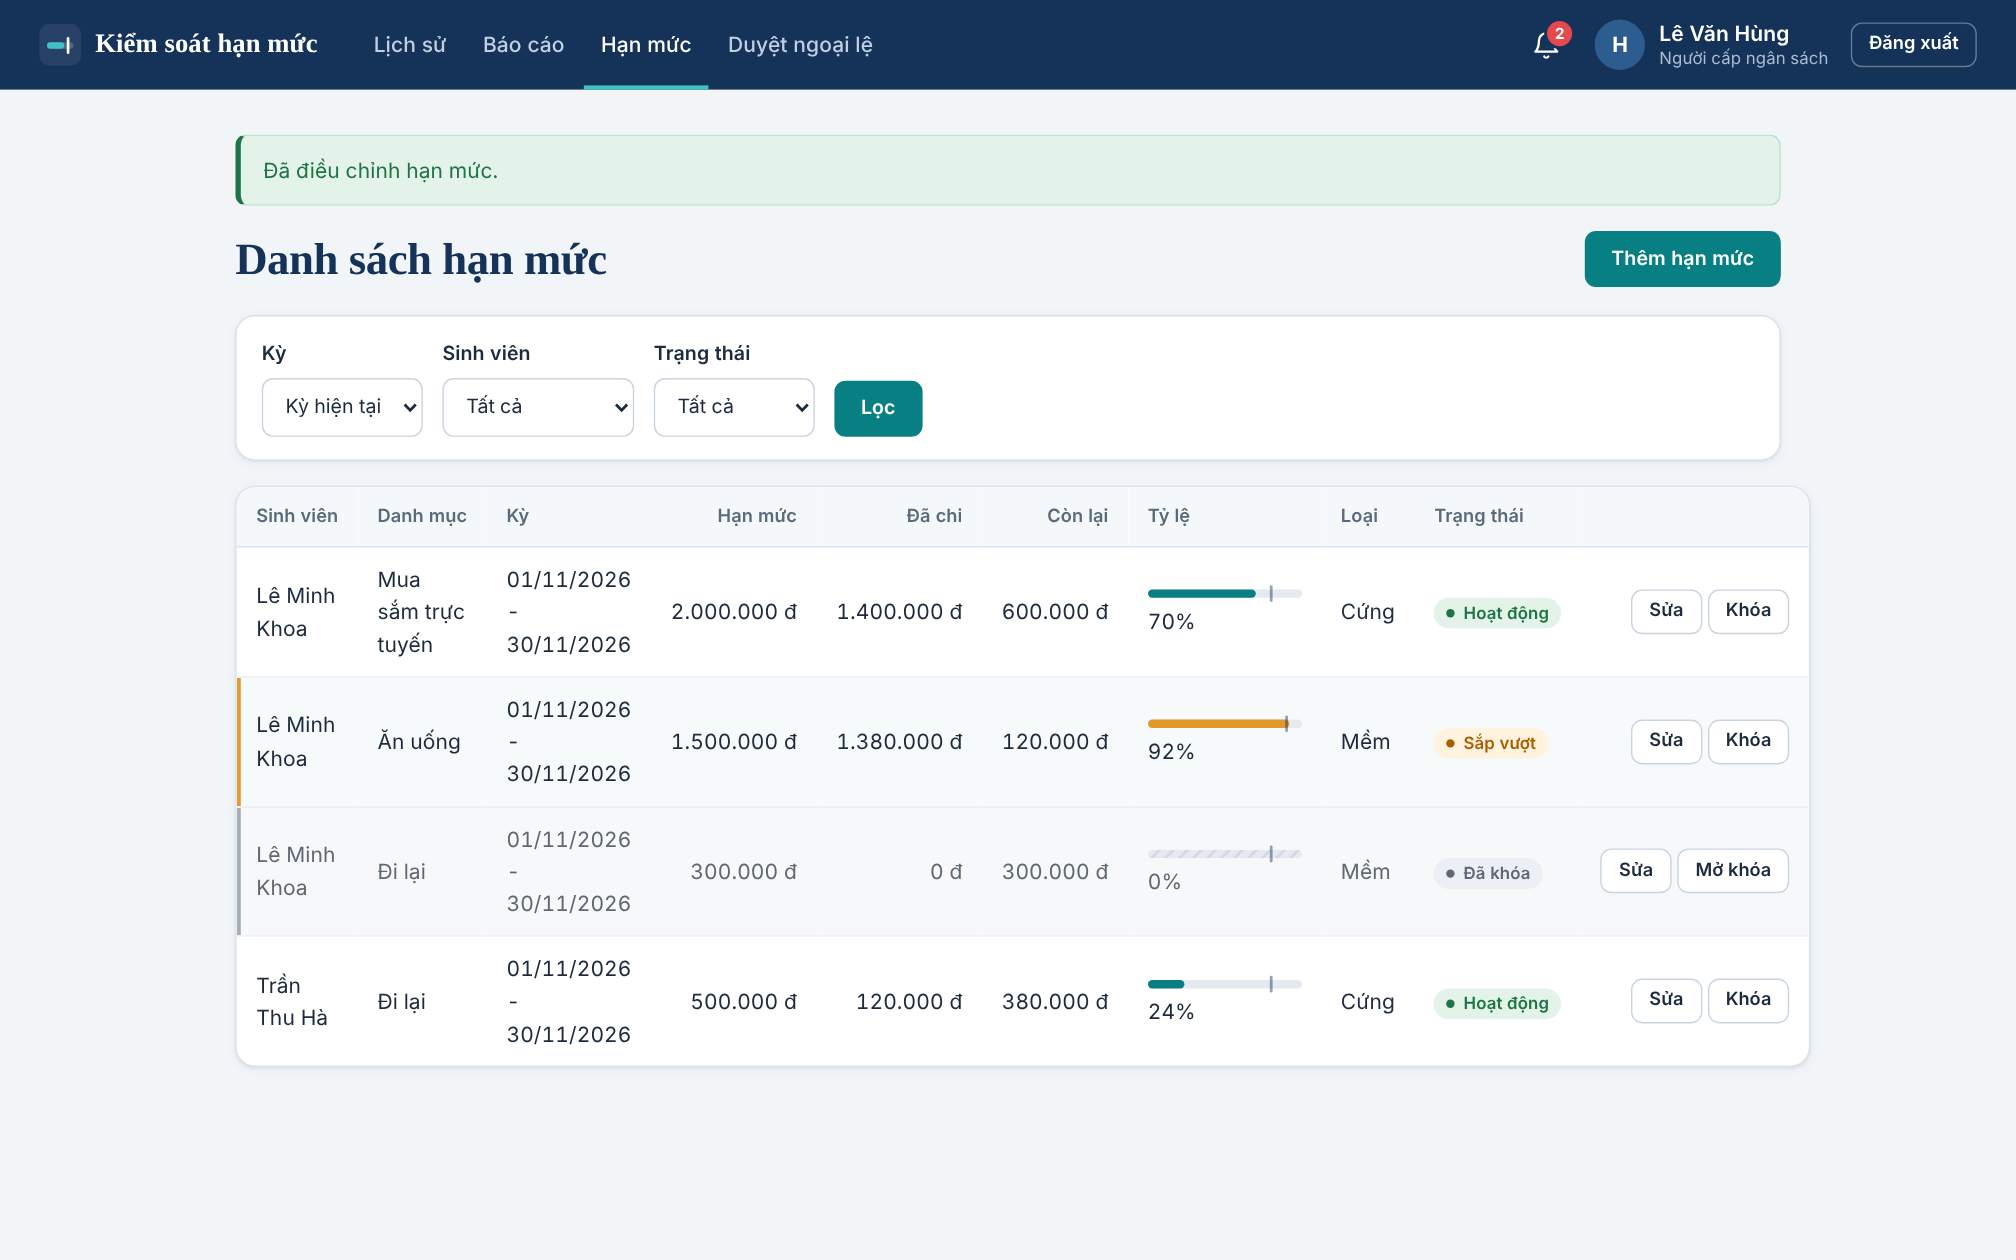 Kiểm soát hạn mức
Lịch sử
Báo cáo
Hạn mức
Duyệt ngoại lệ
2
H
Lê Văn Hùng
Người cấp ngân sách
Đăng xuất
Đã điều chỉnh hạn mức.
Danh sách hạn mức
Thêm hạn mức
Kỳ
Sinh viên
Trạng thái
Kỳ hiện tại
Tất cả
Tất cả
Lọc
Sinh viên Danh mục Kỳ Hạn mức Đã chi Còn lại Tỷ lệ Loại Trạng thái
Lê Minh
Khoa
Mua
sắm trực
tuyến
01/11/2026
-
30/11/2026
2.000.000 đ
1.400.000 đ
600.000 đ
70%
Cứng
Hoạt động
Sửa
Khóa
Lê Minh
Khoa
Ăn uống
01/11/2026
-
30/11/2026
1.500.000 đ
1.380.000 đ
120.000 đ
92%
Mềm
Sắp vượt
Sửa
Khóa
Lê Minh
Khoa
Đi lại
01/11/2026
-
30/11/2026
300.000 đ
0 đ
300.000 đ
0%
Mềm
Đã khóa
Sửa
Mở khóa
Trần
Thu Hà
Đi lại
01/11/2026
-
30/11/2026
500.000 đ
120.000 đ
380.000 đ
24%
Cứng
Hoạt động
Sửa
Khóa